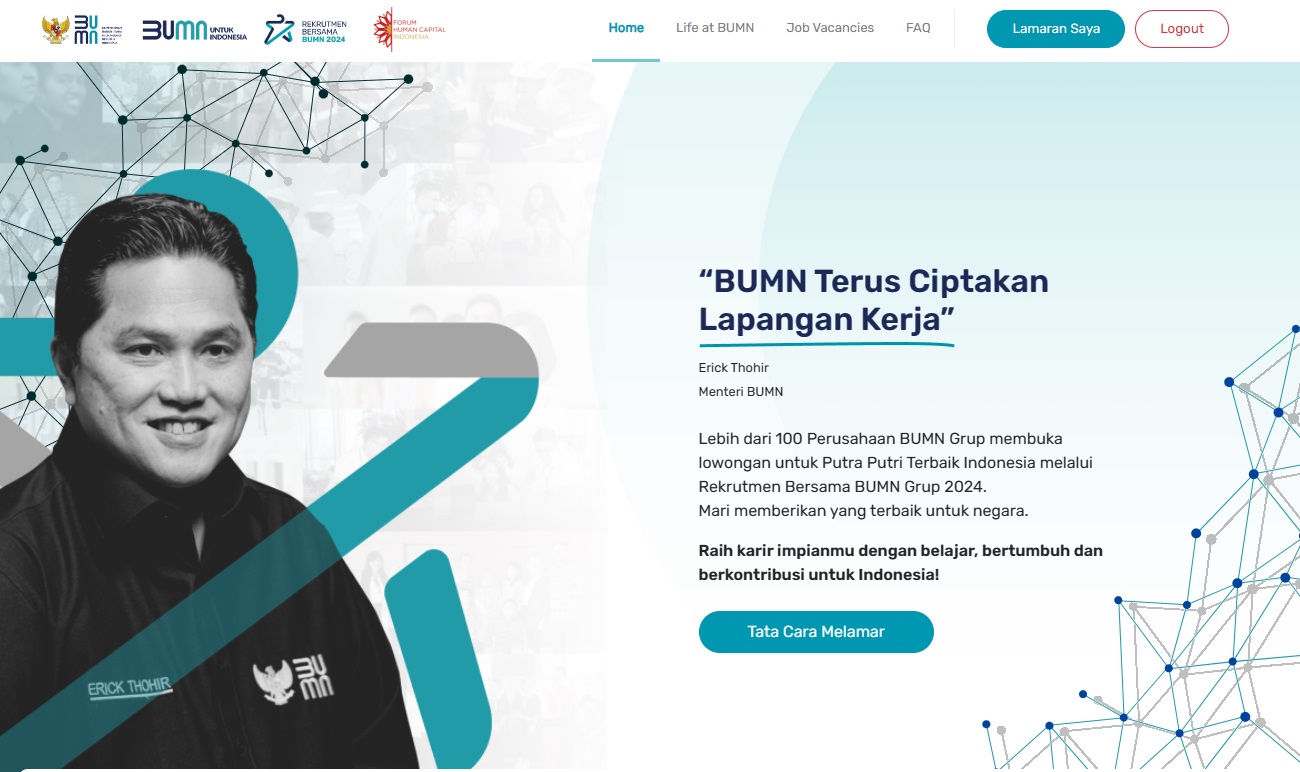 BUMN
BUMN UNTUK
INDONESIA
REKRUTMEN
BERSAMA
BUMN 2024
FORUM
HUMAN CAPITAL
INDONESIA
Home
Life at BUMN
Job Vacancies
FAQ
Lamaran Saya
Logout
“BUMN Terus Ciptakan
Lapangan Kerja”
Erick Thohir
Menteri BUMN
Lebih dari 100 Perusahaan BUMN Grup membuka
lowongan untuk Putra Putri Terbaik Indonesia melalui
Rekrutmen Bersama BUMN Grup 2024.
Mari memberikan yang terbaik untuk negara.
Raih karir impianmu dengan belajar, bertumbuh dan
berkontribusi untuk Indonesia!
Tata Cara Melamar
ERICK THOHIR
BUMN